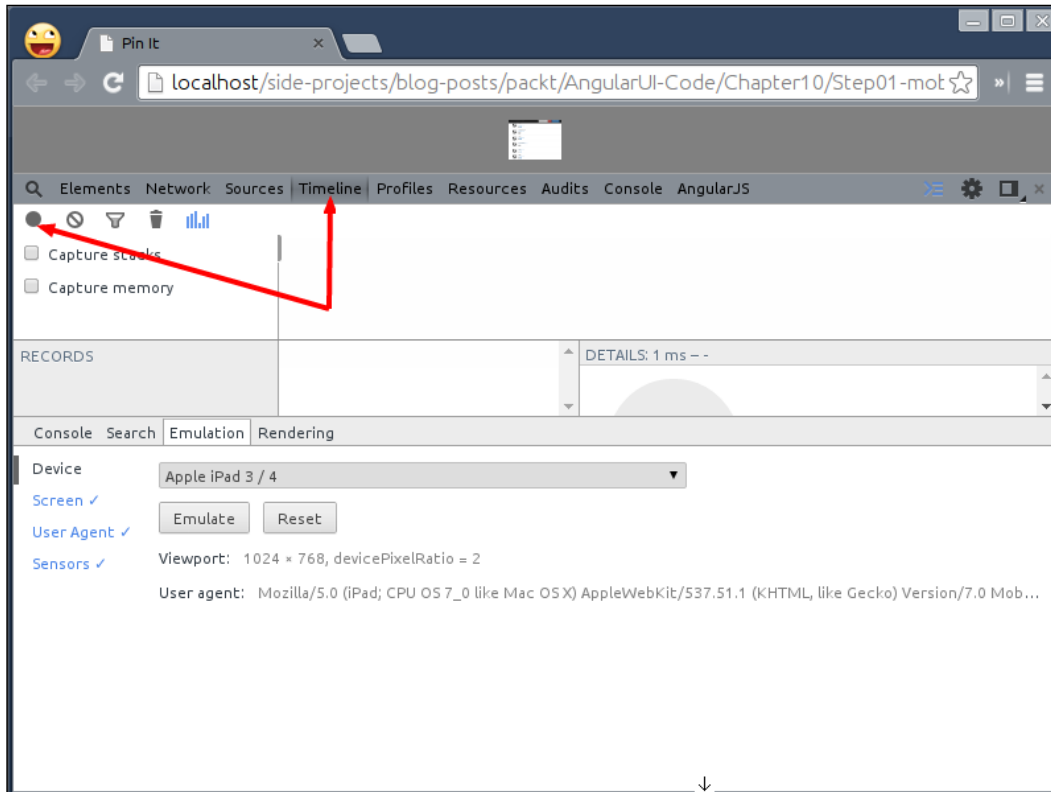 Pin It
localhost/side-projects/blog-posts/packt/AngularUI-Code/Chapter10/Step01-mot
Elements Network Sources Timeline Profiles Resources Audits Console AngularJS
Capture stacks
Capture memory
RECORDS
DETAILS: 1 ms – -
Console Search Emulation Rendering
Device
Apple iPad 3 / 4
Screen ✓
Emulate Reset
User Agent ✓
Viewport: 1024 × 768, devicePixelRatio = 2
Sensors ✓
User agent: Mozilla/5.0 (iPad; CPU OS 7_0 like Mac OS X) AppleWebKit/537.51.1 (KHTML, like Gecko) Version/7.0 Mob...